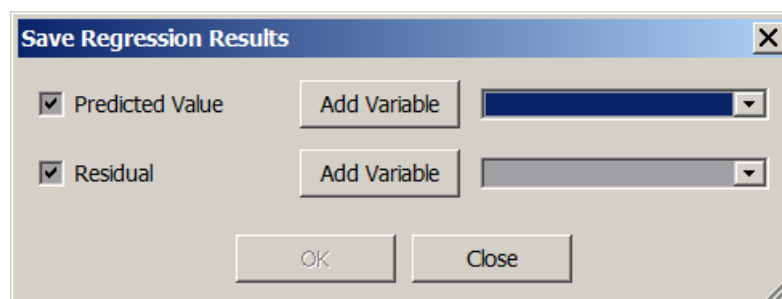 Save Regression Results
Predicted Value Add Variable
Residual Add Variable
OK Close